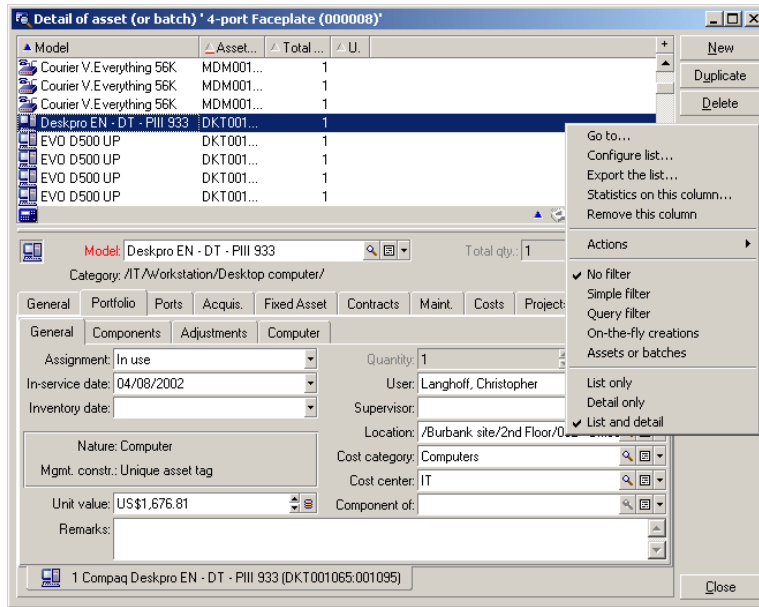 Detail of asset (or batch) ' 4-port Faceplate (000008)'
Model Asset... Total ... U. +
Courier V.Everything 56K MDM001... 1
Courier V.Everything 56K MDM001... 1
Courier V.Everything 56K MDM001... 1
Deskpro EN - DT - PIII 933 DKT001... 1
EVO D500 UP DKT001... 1
EVO D500 UP DKT001... 1
EVO D500 UP DKT001... 1
EVO D500 UP DKT001... 1
New
Duplicate
Delete
Go to...
Configure list...
Export the list...
Statistics on this column...
Remove this column
Actions
No filter
Simple filter
Query filter
On-the-fly creations
Assets or batches
List only
Detail only
List and detail
Model: Deskpro EN - DT - PIII 933 Total qty.: 1
Category: /IT/Workstation/Desktop computer/
General Portfolio Ports Acquis. Fixed Asset Contracts Maint. Costs Projects
General Components Adjustments Computer
Assignment: In use Quantity: 1
In-service date: 04/08/2002 User: Langhoff, Christopher
Inventory date: Supervisor:
Location: /Burbank site/2nd Floor/
Nature: Computer
Cost category: Computers
Mgmt. constr.: Unique asset tag
Cost center: IT
Unit value: US$1,676.81 Component of:
Remarks:
1 Compaq Deskpro EN - DT - PIII 933 (DKT001065:001095)
Close